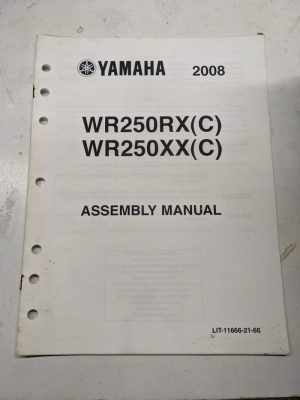 YAMAHA 2008
WR250RX(C)
WR250XX(C)
ASSEMBLY MANUAL
LIT-11666-21-66